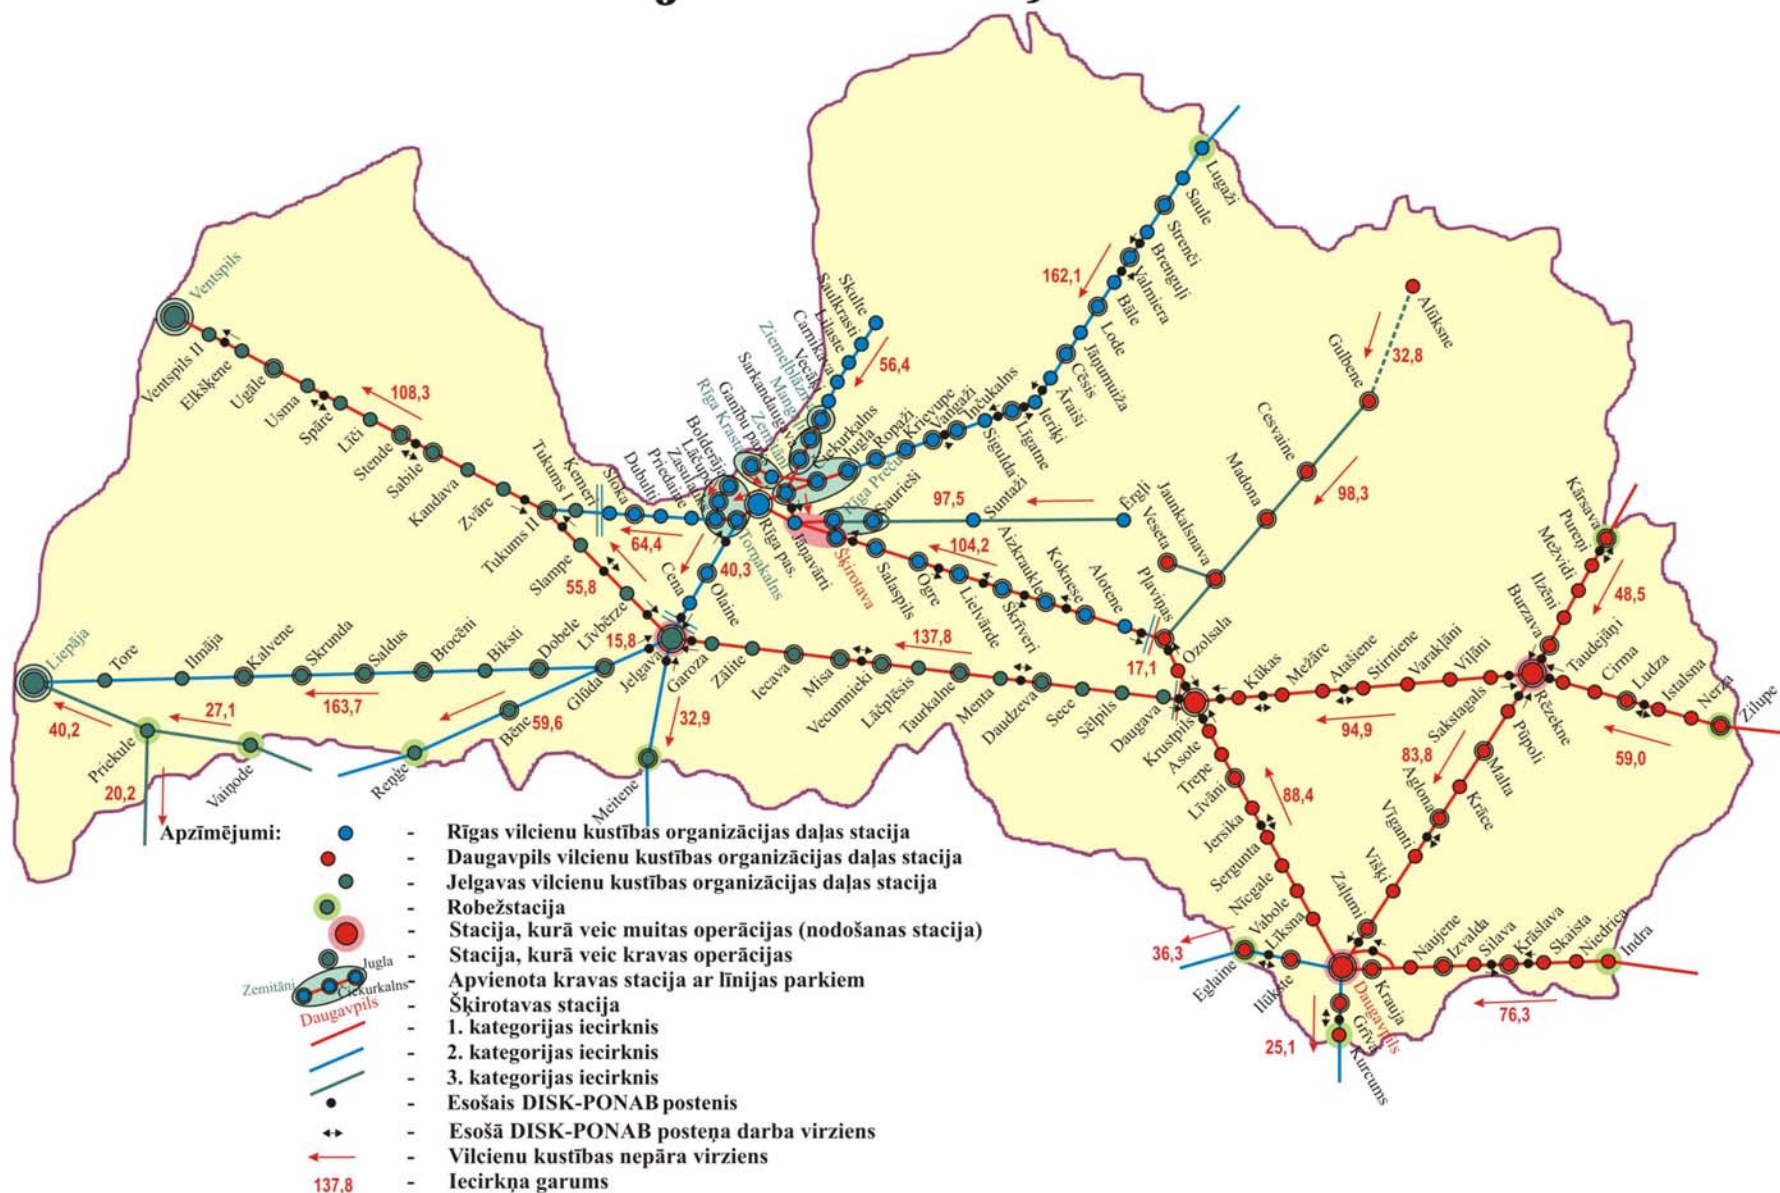 Ventspils
Ventspils II
Elkšķene
Ugāle
Usma
Spāre
Līči
Stende
Sabile
Kandava
Zvāre
Tukums II
Tukums I
Ķemeri
Sloka
Dubulti
Priedaine
Zasulauks
Lāčupe
Bolderāja
Rīga Krasta
Ganību parks
Sarkandaugava
Zemitāni
Mangaļi
Ziemeļblāzma
Vecāķi
Carnikava
Lilaste
Saulkrasti
Skulte
Čiekurkalns
Jugla
Ropaži
Krievupe
Vangaži
Inčukalns
Sigulda
Līgatne
Ieriķi
Āraiši
Cēsis
Jāņumuiža
Lode
Bāle
Valmiera
Brenguļi
Strenči
Saule
Lugaži
Alūksne
Gulbene
Cesvaine
Madona
Jaunkalsnava
Veseta
Ērgli
Suntaži
Saurieši
Rīga Preču
Rīga pas.
Jāņavārti
Torņakalns
Šķirotava
Salaspils
Ogre
Lielvārde
Skrīveri
Aizkraukle
Koknese
Alotene
Pļaviņas
Ozolsala
Cena
Olaine
Slampe
Līvbērze
Jelgava
Garoza
Zālīte
Iecava
Misa
Vecumnieki
Lāčplēsis
Taurkalne
Menta
Daudzeva
Sece
Sēlpils
Daugava
Krustpils
Liepāja
Tore
Ilmāja
Kalvene
Skrunda
Saldus
Brocēni
Biksti
Dobele
Glūda
Bēne
Reņģe
Priekule
Vaiņode
Meitene
Kūkas
Mežāre
Atašiene
Stirniene
Varakļāni
Viļāni
Sakstagals
Rēzekne
Kārsava
Pureņi
Mežvidi
Ilzēni
Burzava
Taudejāņi
Cirma
Ludza
Istalsna
Nerza
Zilupe
Pūpoli
Malta
Krāce
Aglona
Vīganti
Višķi
Zaļumi
Asote
Trepe
Līvāni
Jersika
Sergunta
Nīcgale
Vabole
Līksna
Eglaine
Ilūkste
Daugavpils
Grīva
Kurcums
Krauja
Naujene
Izvalda
Silava
Krāslava
Skaista
Niedrica
Indra
108,3
56,4
162,1
32,8
98,3
97,5
104,2
64,4
40,3
55,8
15,8
137,8
17,1
163,7
40,2
27,1
20,2
59,6
32,9
94,9
48,5
59,0
83,8
88,4
36,3
25,1
76,3
Apzīmējumi:
- Rīgas vilcienu kustības organizācijas daļas stacija
- Daugavpils vilcienu kustības organizācijas daļas stacija
- Jelgavas vilcienu kustības organizācijas daļas stacija
- Robežstacija
- Stacija, kurā veic muitas operācijas (nodošanas stacija)
- Stacija, kurā veic kravas operācijas
Zemitāni Čiekurkalns Jugla - Apvienota kravas stacija ar līnijas parkiem
Daugavpils - Šķirotavas stacija
- 1. kategorijas iecirknis
- 2. kategorijas iecirknis
- 3. kategorijas iecirknis
- Esošais DISK-PONAB postenis
- Esošā DISK-PONAB posteņa darba virziens
- Vilcienu kustības nepāra virziens
137,8 - Iecirkņa garums